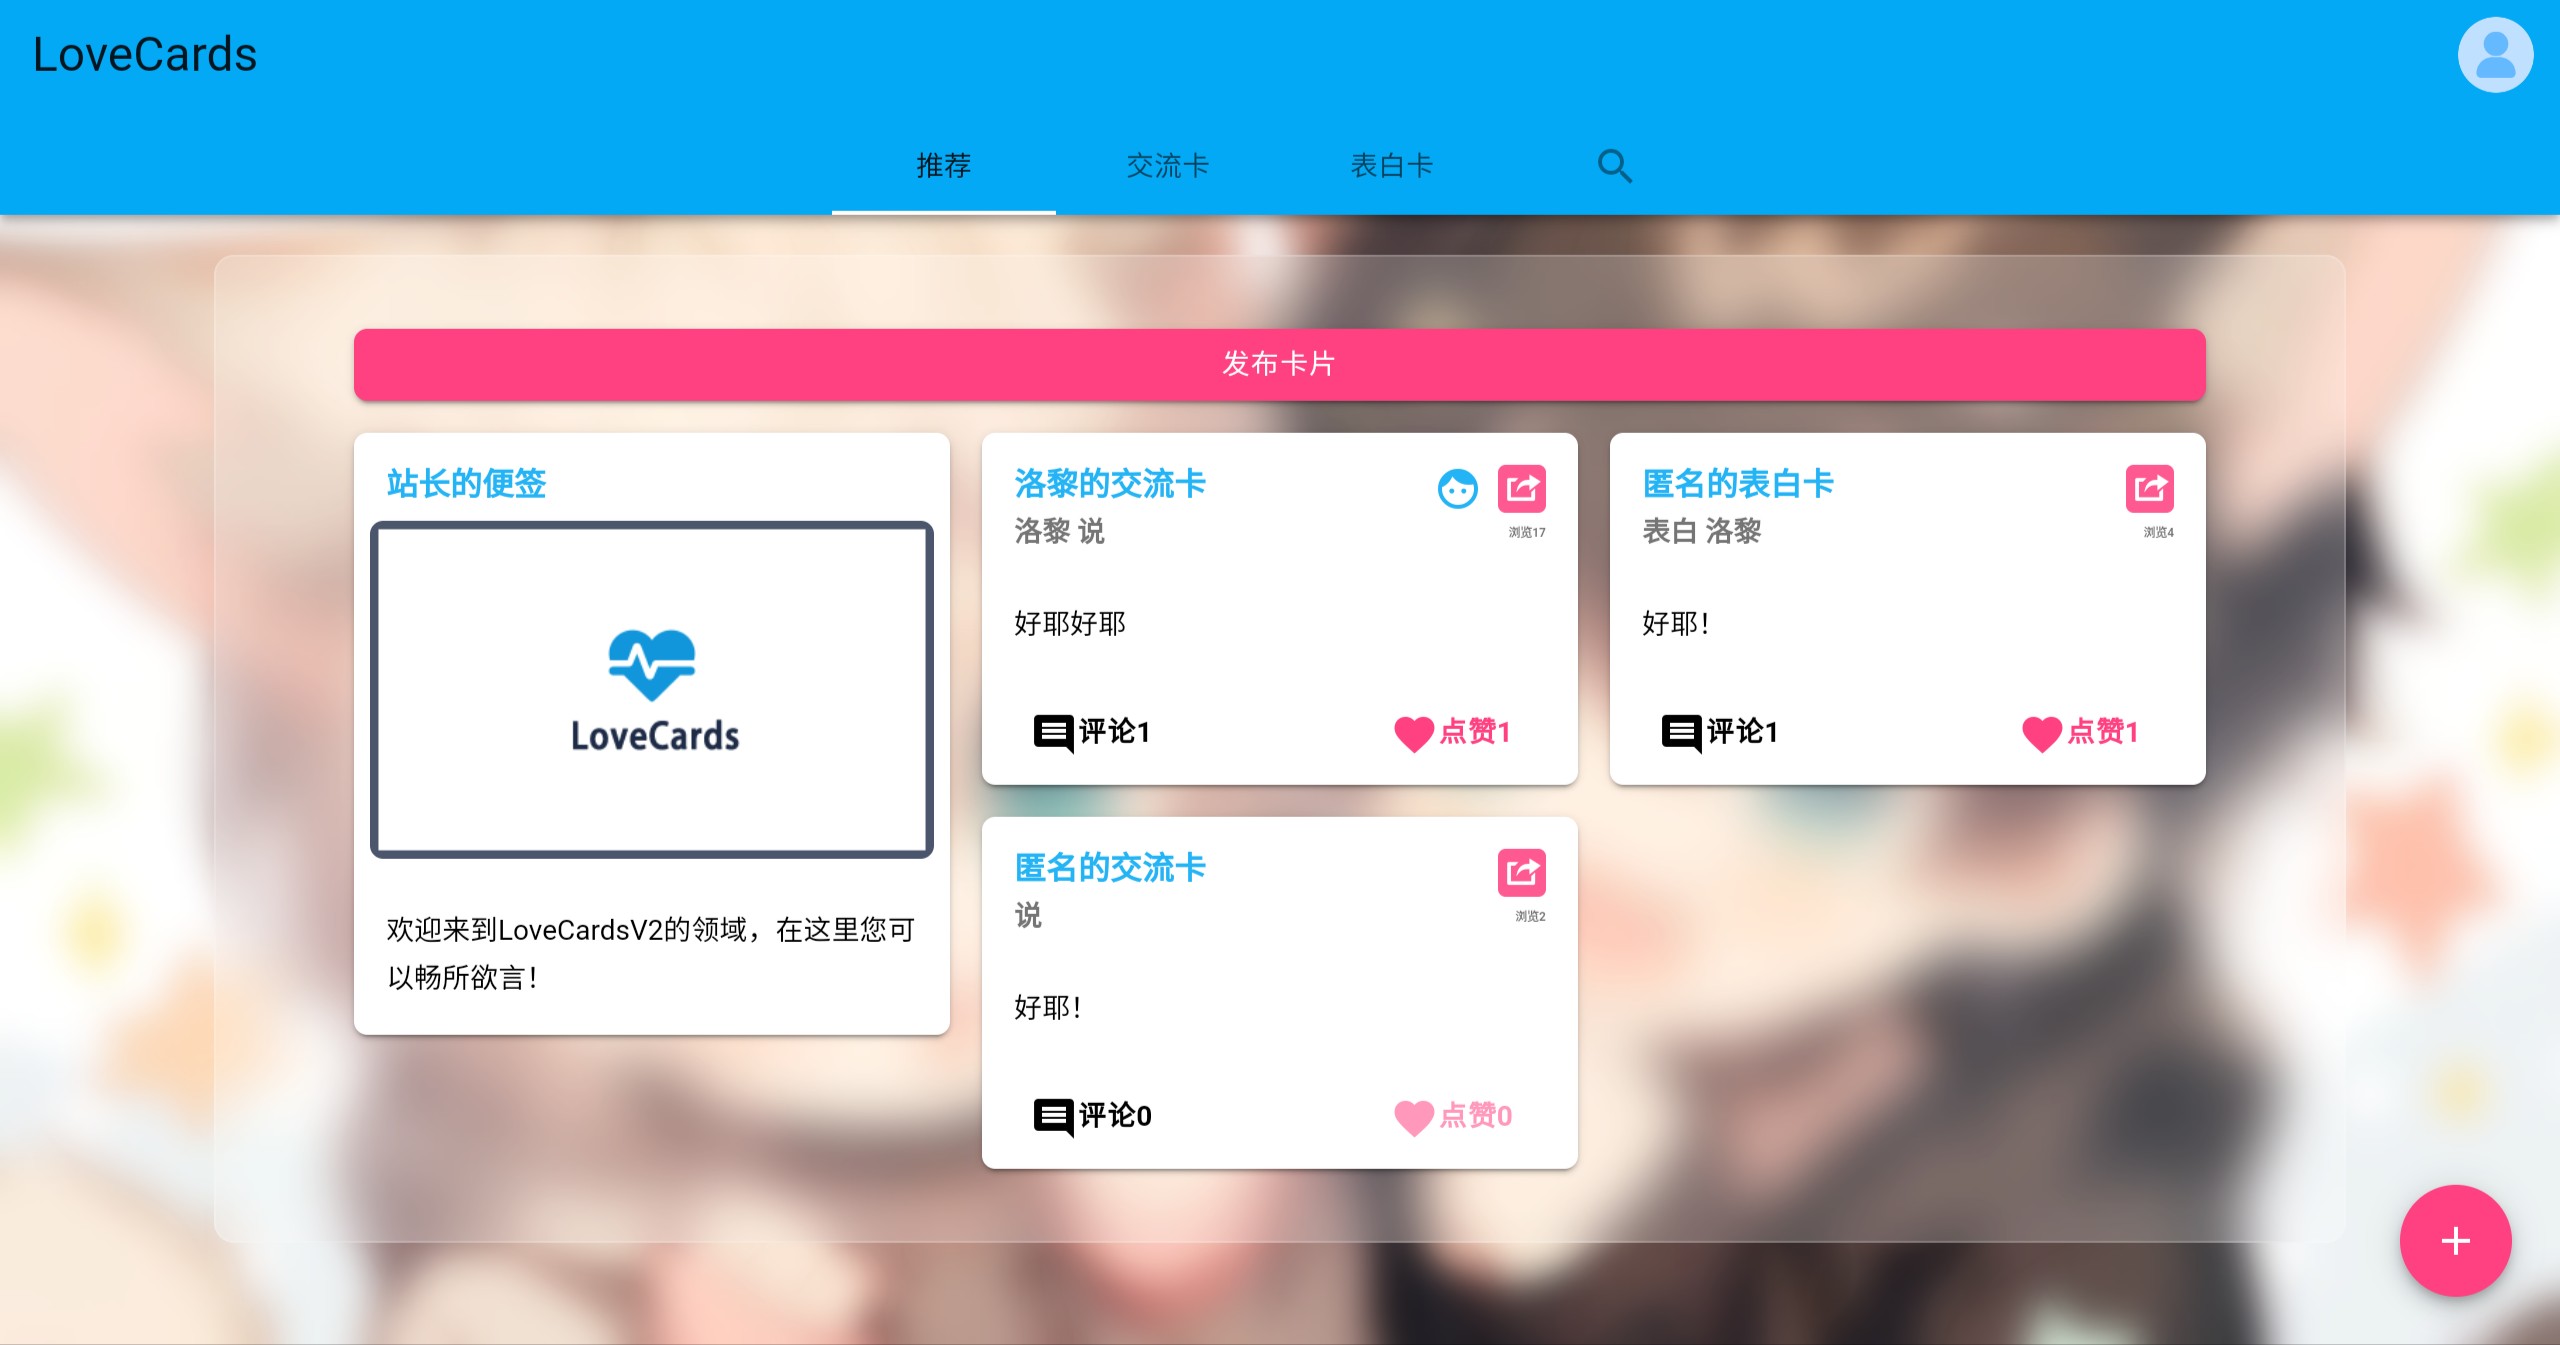 LoveCards
推荐
交流卡
表白卡
发布卡片
站长的便签
LoveCards
欢迎来到LoveCardsV2的领域，在这里您可
以畅所欲言！
洛黎的交流卡
洛黎 说
浏览17
好耶好耶
评论1
点赞1
匿名的表白卡
表白 洛黎
浏览4
好耶！
评论1
点赞1
匿名的交流卡
说
浏览2
好耶！
评论0
点赞0